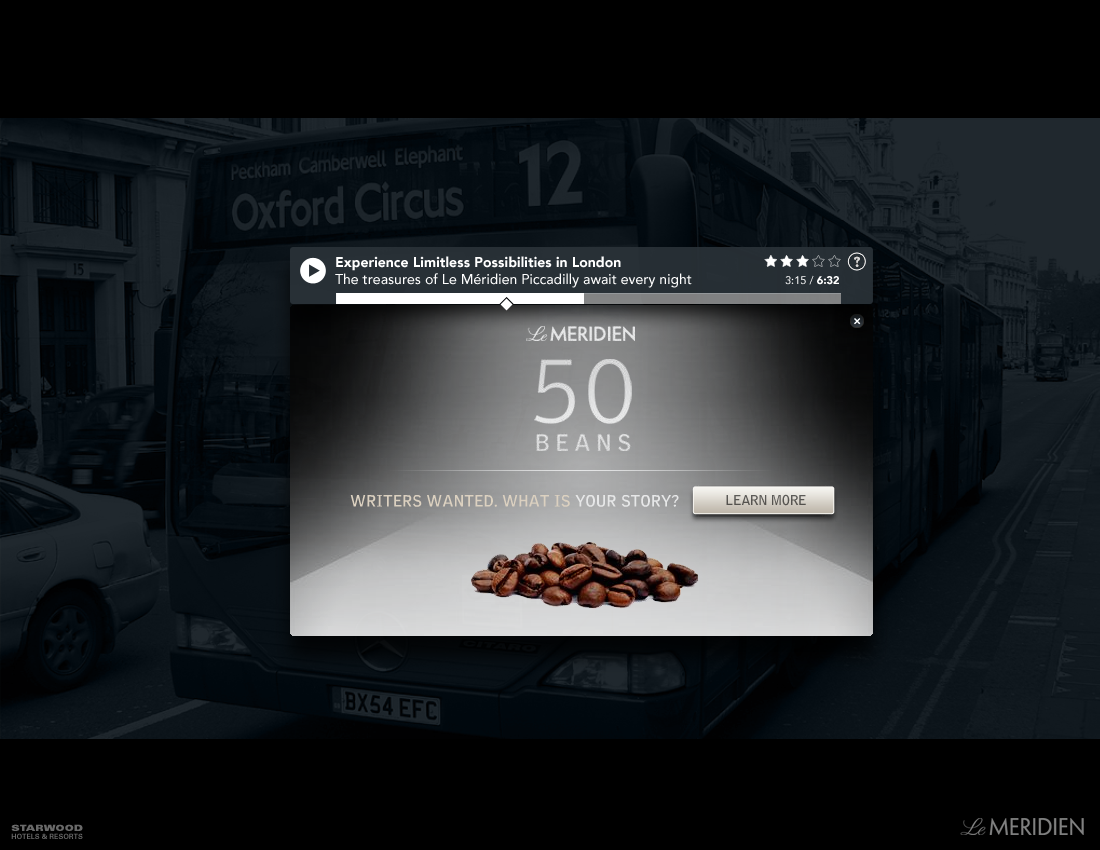 Peckham Camberwell Elephant
Oxford Circus
12
15
Experience Limitless Possibilities in London
The treasures of Le Méridien Piccadilly await every night
3:15 / 6:32
?
Le MERIDIEN
50
BEANS
WRITERS WANTED. WHAT IS YOUR STORY?
LEARN MORE
BX54 EFC
STARWOOD
HOTELS & RESORTS
Le MERIDIEN